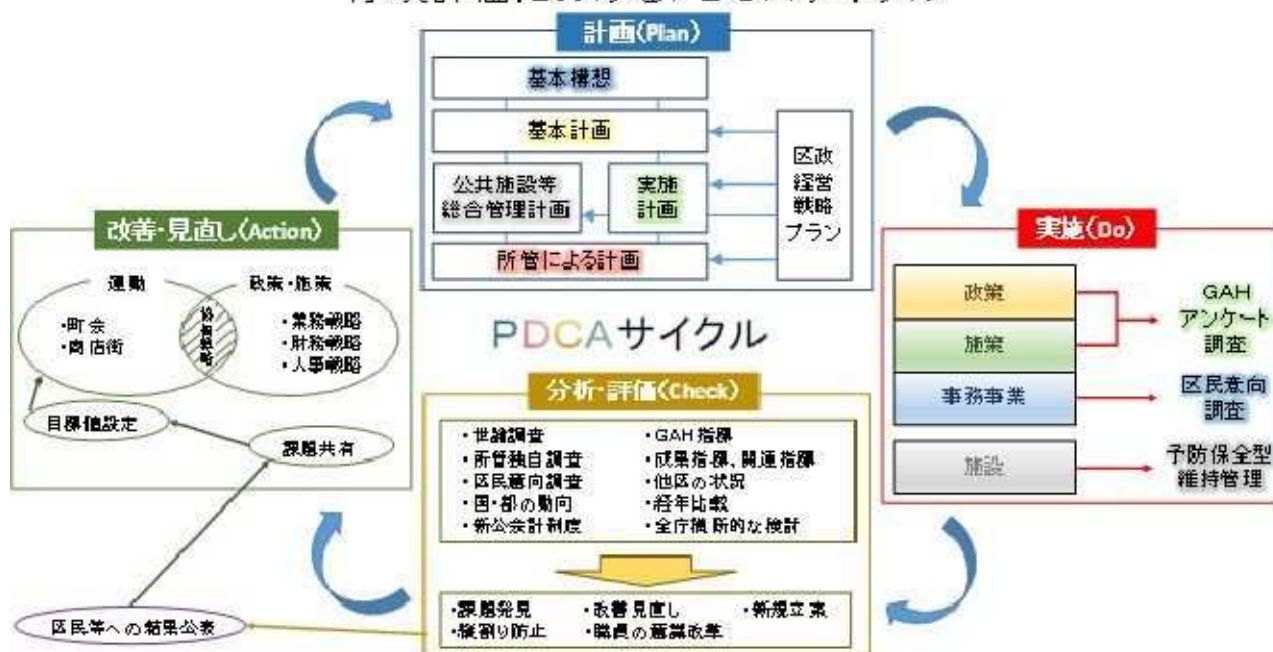 計画(Plan)
基本構想
基本計画
公共施設等
総合管理計画
実施
計画
所管による計画
区政
経営
戦略
プラン
改善・見直し(Action)
運動
政策・施策
・町会
・商店街
協働戦略
・業務戦略
・財務戦略
・人事戦略
目標値設定
課題共有
PDCAサイクル
実施(Do)
政策
施策
事務事業
施設
GAH
アンケート
調査
区民意向
調査
予防保全型
維持管理
分析・評価(Check)
・世論調査
・所管独自調査
・区民意向調査
・国・都の動向
・新公会計制度
・GAH指標
・成果指標、関連指標
・他区の状況
・経年比較
・全庁横断的な検討
・課題発見
・改善見直し
・新規立案
・縦割り防止
・職員の意識改革
区民等への結果公表